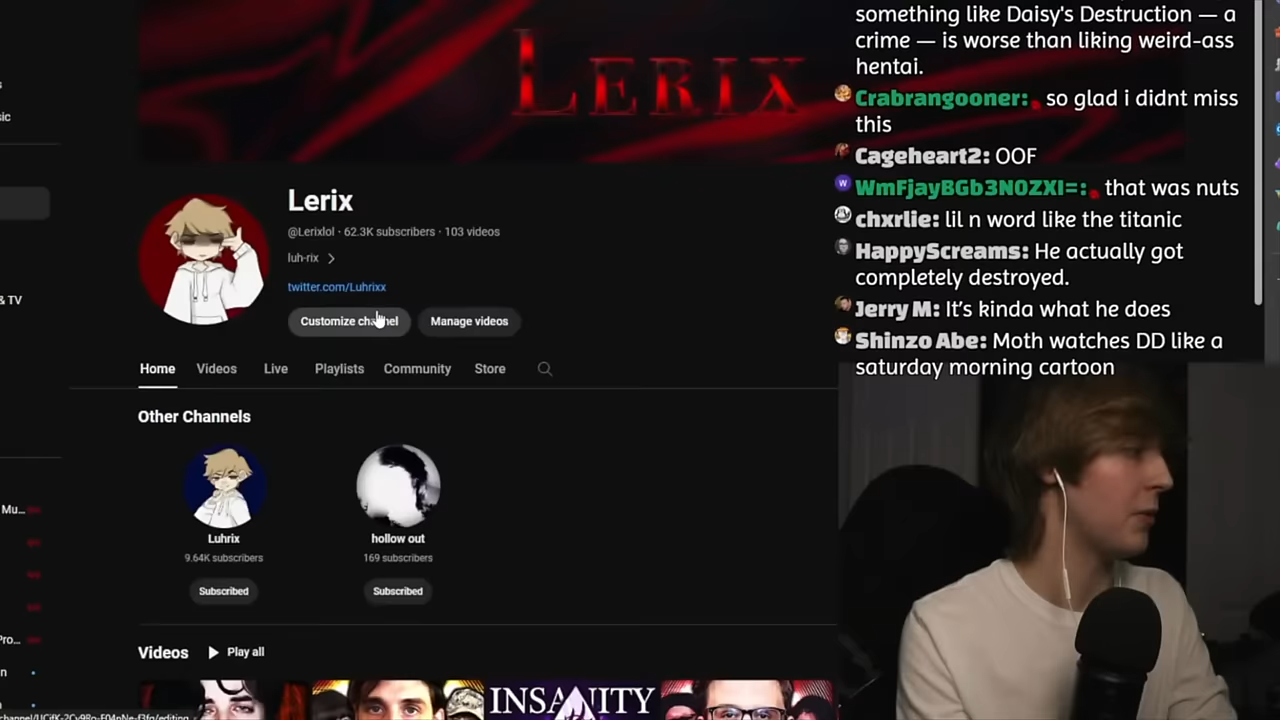 something like Daisy's Destruction — a
crime — is worse than liking weird-ass
hentai.
Crabrangooner: so glad i didnt miss
this
Cageheart2: OOF
W WmFjayBGb3N0ZXI=: that was nuts
chxrlie: lil n word like the titanic
HappyScreams: He actually got
completely destroyed.
Jerry M: It's kinda what he does
Shinzo Abe: Moth watches DD like a
saturday morning cartoon
LERIX
Lerix
@Lerixlol · 62.3K subscribers · 103 videos
luh-rix
twitter.com/Luhrixx
Customize channel
Manage videos
Home Videos Live Playlists Community Store
Other Channels
Luhrix
9.64K subscribers
Subscribed
hollow out
169 subscribers
Subscribed
Videos
Play all
INSANITY
& TV
Mu...
Pro...